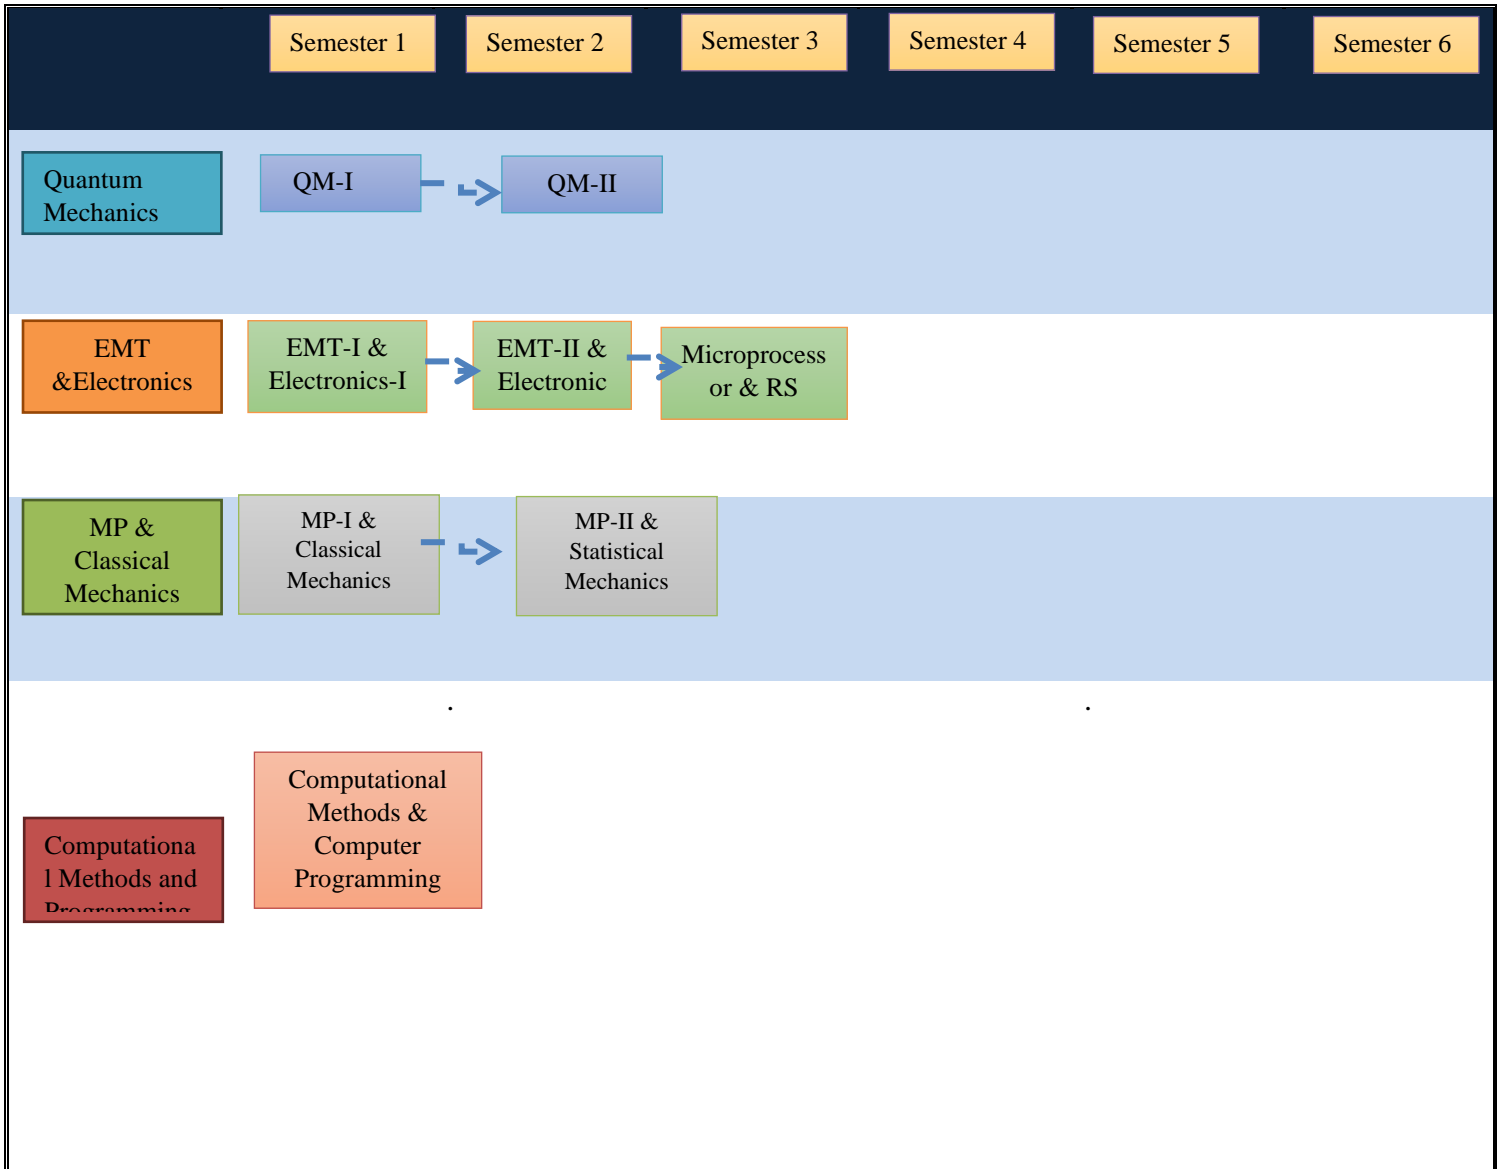 Semester 1
Semester 2
Semester 3
Semester 4
Semester 5
Semester 6
Quantum
Mechanics
QM-I
QM-II
EMT
&Electronics
EMT-I &
Electronics-I
EMT-II &
Electronic
Microprocess
or & RS
MP &
Classical
Mechanics
MP-I &
Classical
Mechanics
MP-II &
Statistical
Mechanics
.
.
Computational
Methods &
Computer
Programming
Computationa
l Methods and
Programming